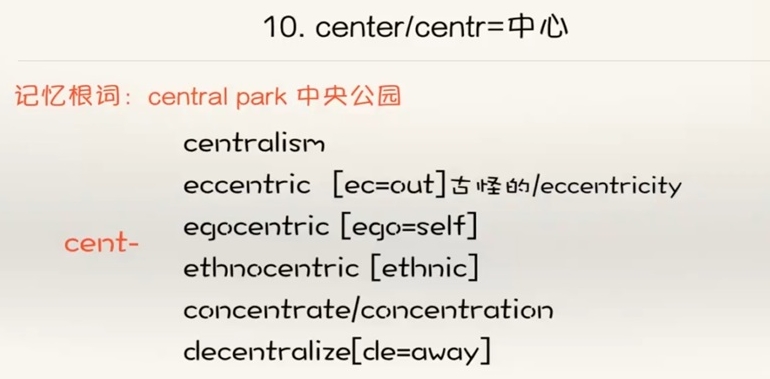 10. center/centr=中心
记忆根词：central park 中央公园
centralism
eccentric [ec=out]古怪的/eccentricity
egocentric [ego=self]
cent-
ethnocentric [ethnic]
concentrate/concentration
decentralize[de=away]